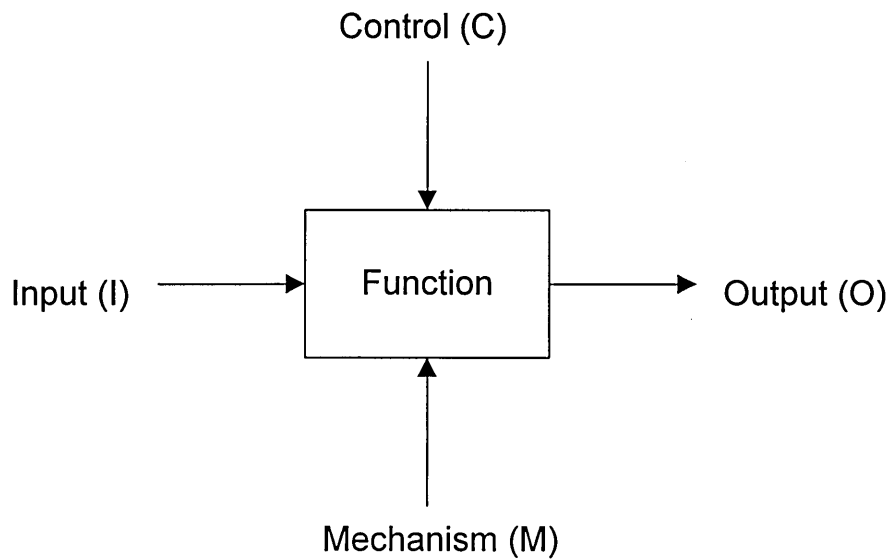 Control (C)
Input (I)
Function
Output (O)
Mechanism (M)